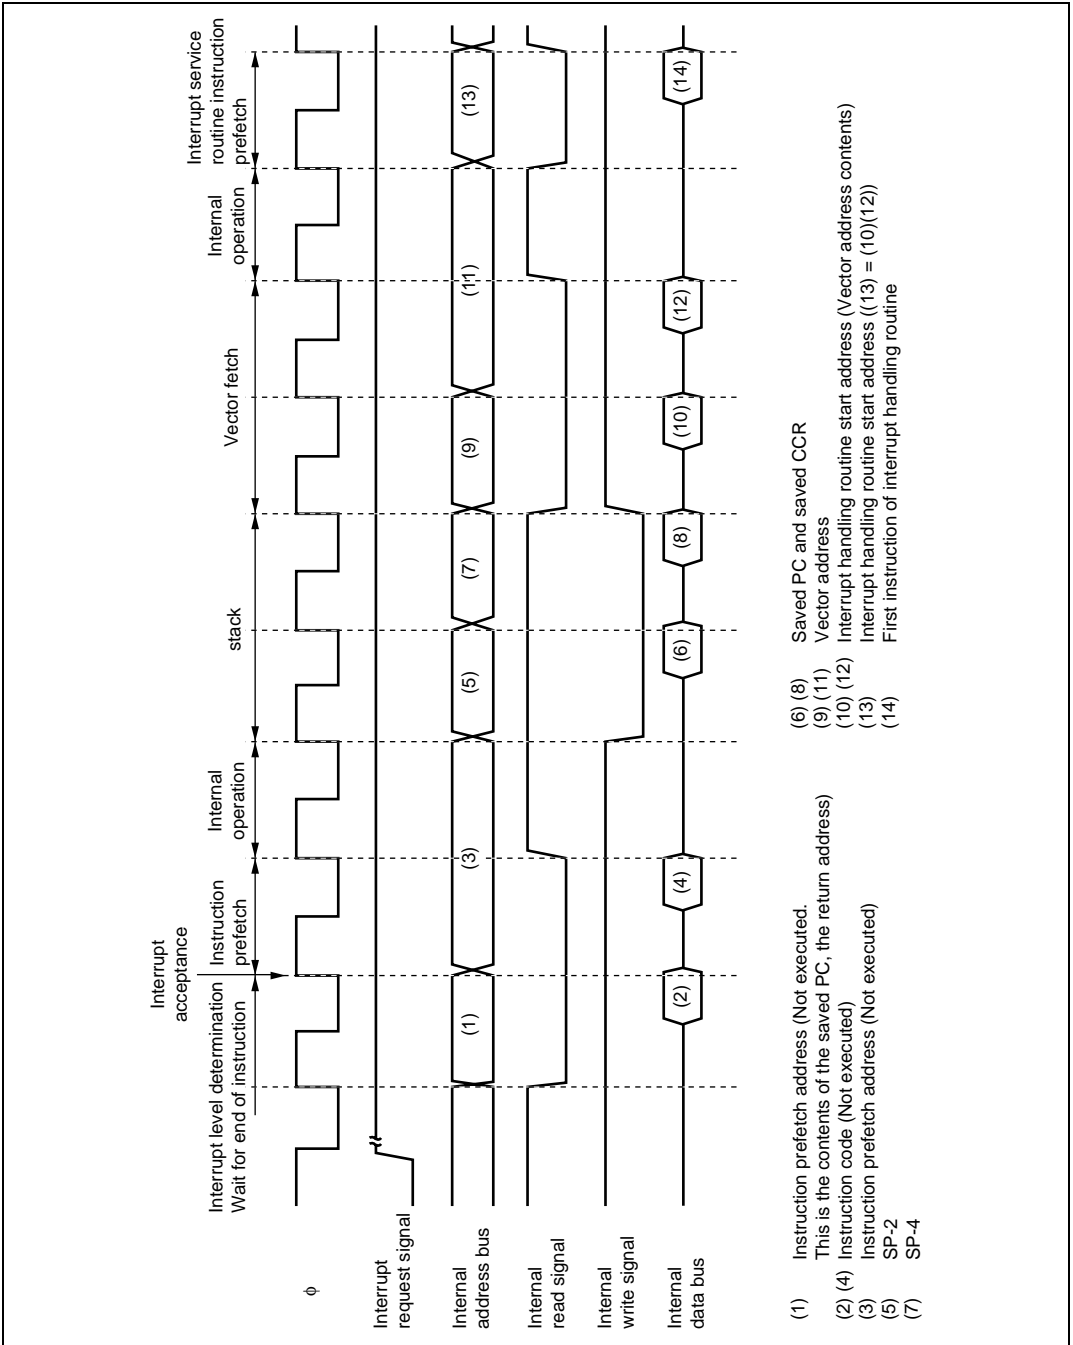 Interrupt
acceptance
Interrupt level determination
Wait for end of instruction
Instruction
prefetch
Internal
operation
stack
Vector fetch
Internal
operation
Interrupt service
routine instruction
prefetch
φ
Interrupt
request signal
Internal
address bus
(1)
(3)
(5)
(7)
(9)
(11)
(13)
Internal
read signal
Internal
write signal
Internal
data bus
(2)
(4)
(6)
(8)
(10)
(12)
(14)
(1) Instruction prefetch address (Not executed.
This is the contents of the saved PC, the return address)
(2) (4) Instruction code (Not executed)
(3) Instruction prefetch address (Not executed)
(5) SP-2
(7) SP-4
(6) (8) Saved PC and saved CCR
(9) (11) Vector address
(10) (12) Interrupt handling routine start address (Vector address contents)
(13) Interrupt handling routine start address ((13) = (10)(12))
(14) First instruction of interrupt handling routine